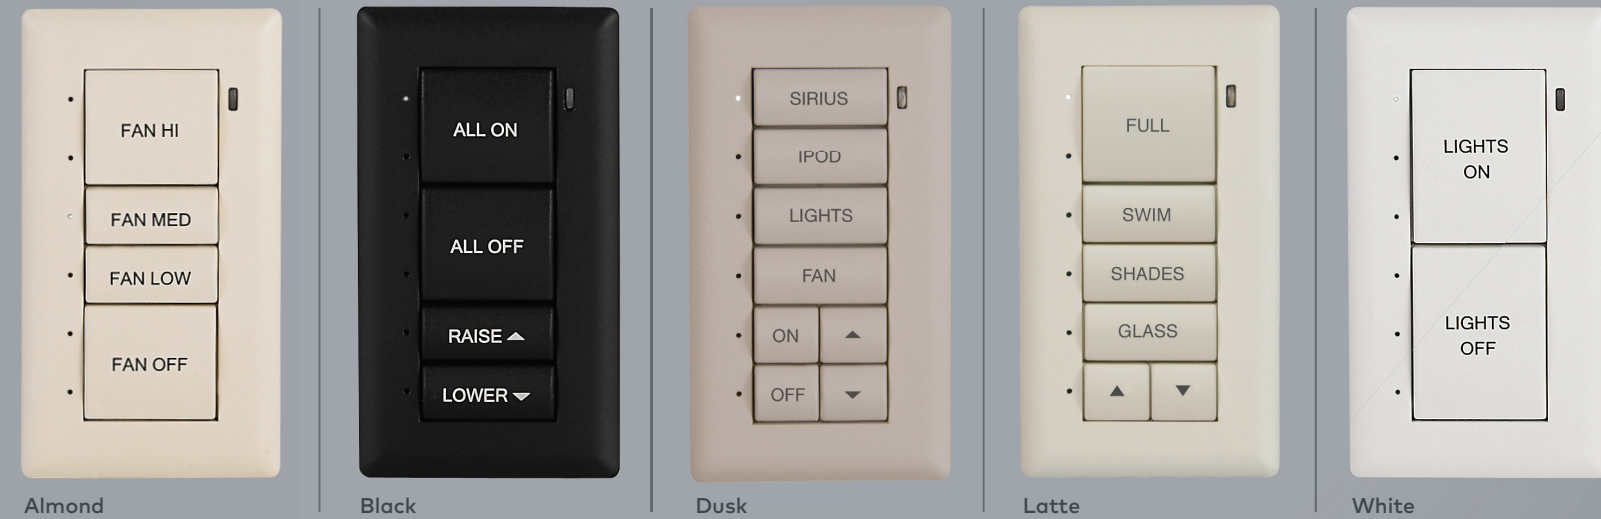 FAN HI
FAN MED
FAN LOW
FAN OFF
Almond
ALL ON
ALL OFF
RAISE ▲
LOWER ▼
Black
SIRIUS
IPOD
LIGHTS
FAN
ON ▲
OFF ▼
Dusk
FULL
SWIM
SHADES
GLASS
▲ ▼
Latte
LIGHTS
ON
LIGHTS
OFF
White